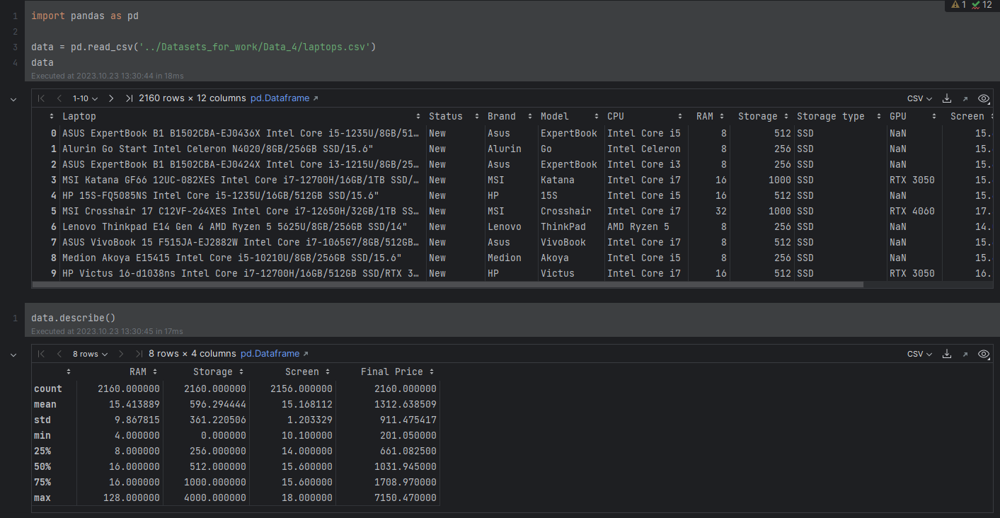 1 12
1 import pandas as pd
2
3 data = pd.read_csv('../Datasets_for_work/Data_4/laptops.csv')
4 data
Executed at 2023.10.23 13:30:44 in 18ms
1-10 2160 rows × 12 columns pd.Dataframe CSV
Laptop Status Brand Model CPU RAM Storage Storage type GPU Screen
0 ASUS ExpertBook B1 B1502CBA-EJ0436X Intel Core i5-1235U/8GB/51… New Asus ExpertBook Intel Core i5 8 512 SSD NaN 15.
1 Alurin Go Start Intel Celeron N4020/8GB/256GB SSD/15.6" New Alurin Go Intel Celeron 8 256 SSD NaN 15.
2 ASUS ExpertBook B1 B1502CBA-EJ0424X Intel Core i3-1215U/8GB/25… New Asus ExpertBook Intel Core i3 8 256 SSD NaN 15.
3 MSI Katana GF66 12UC-082XES Intel Core i7-12700H/16GB/1TB SSD/… New MSI Katana Intel Core i7 16 1000 SSD RTX 3050 15.
4 HP 15S-FQ5085NS Intel Core i5-1235U/16GB/512GB SSD/15.6" New HP 15S Intel Core i5 16 512 SSD NaN 15.
5 MSI Crosshair 17 C12VF-264XES Intel Core i7-12650H/32GB/1TB SS… New MSI Crosshair Intel Core i7 32 1000 SSD RTX 4060 17.
6 Lenovo Thinkpad E14 Gen 4 AMD Ryzen 5 5625U/8GB/256GB SSD/14" New Lenovo ThinkPad AMD Ryzen 5 8 256 SSD NaN 14.
7 ASUS VivoBook 15 F515JA-EJ2882W Intel Core i7-1065G7/8GB/512GB… New Asus VivoBook Intel Core i7 8 512 SSD NaN 15.
8 Medion Akoya E15415 Intel Core i5-10210U/8GB/256GB SSD/15.6" New Medion Akoya Intel Core i5 8 256 SSD NaN 15.
9 HP Victus 16-d1038ns Intel Core i7-12700H/16GB/512GB SSD/RTX 3… New HP Victus Intel Core i7 16 512 SSD RTX 3050 16.
1 data.describe()
Executed at 2023.10.23 13:30:45 in 17ms
8 rows 8 rows × 4 columns pd.Dataframe CSV
RAM Storage Screen Final Price
count 2160.000000 2160.000000 2156.000000 2160.000000
mean 15.413889 596.294444 15.168112 1312.638509
std 9.867815 361.220506 1.203329 911.475417
min 4.000000 0.000000 10.100000 201.050000
25% 8.000000 256.000000 14.000000 661.082500
50% 16.000000 512.000000 15.600000 1031.945000
75% 16.000000 1000.000000 15.600000 1708.970000
max 128.000000 4000.000000 18.000000 7150.470000